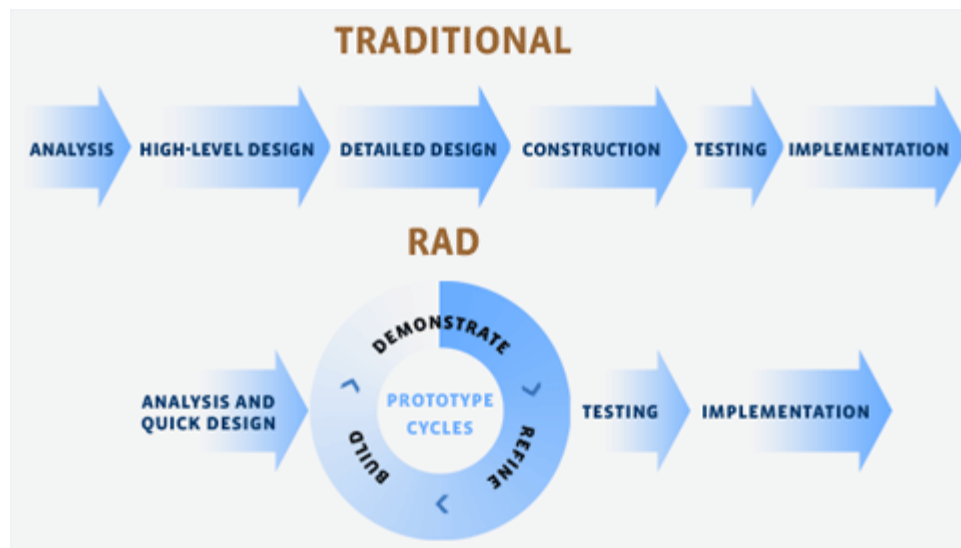 TRADITIONAL
ANALYSIS
HIGH-LEVEL DESIGN
DETAILED DESIGN
CONSTRUCTION
TESTING
IMPLEMENTATION
RAD
ANALYSIS AND
QUICK DESIGN
DEMONSTRATE
REFINE
BUILD
PROTOTYPE
CYCLES
TESTING
IMPLEMENTATION